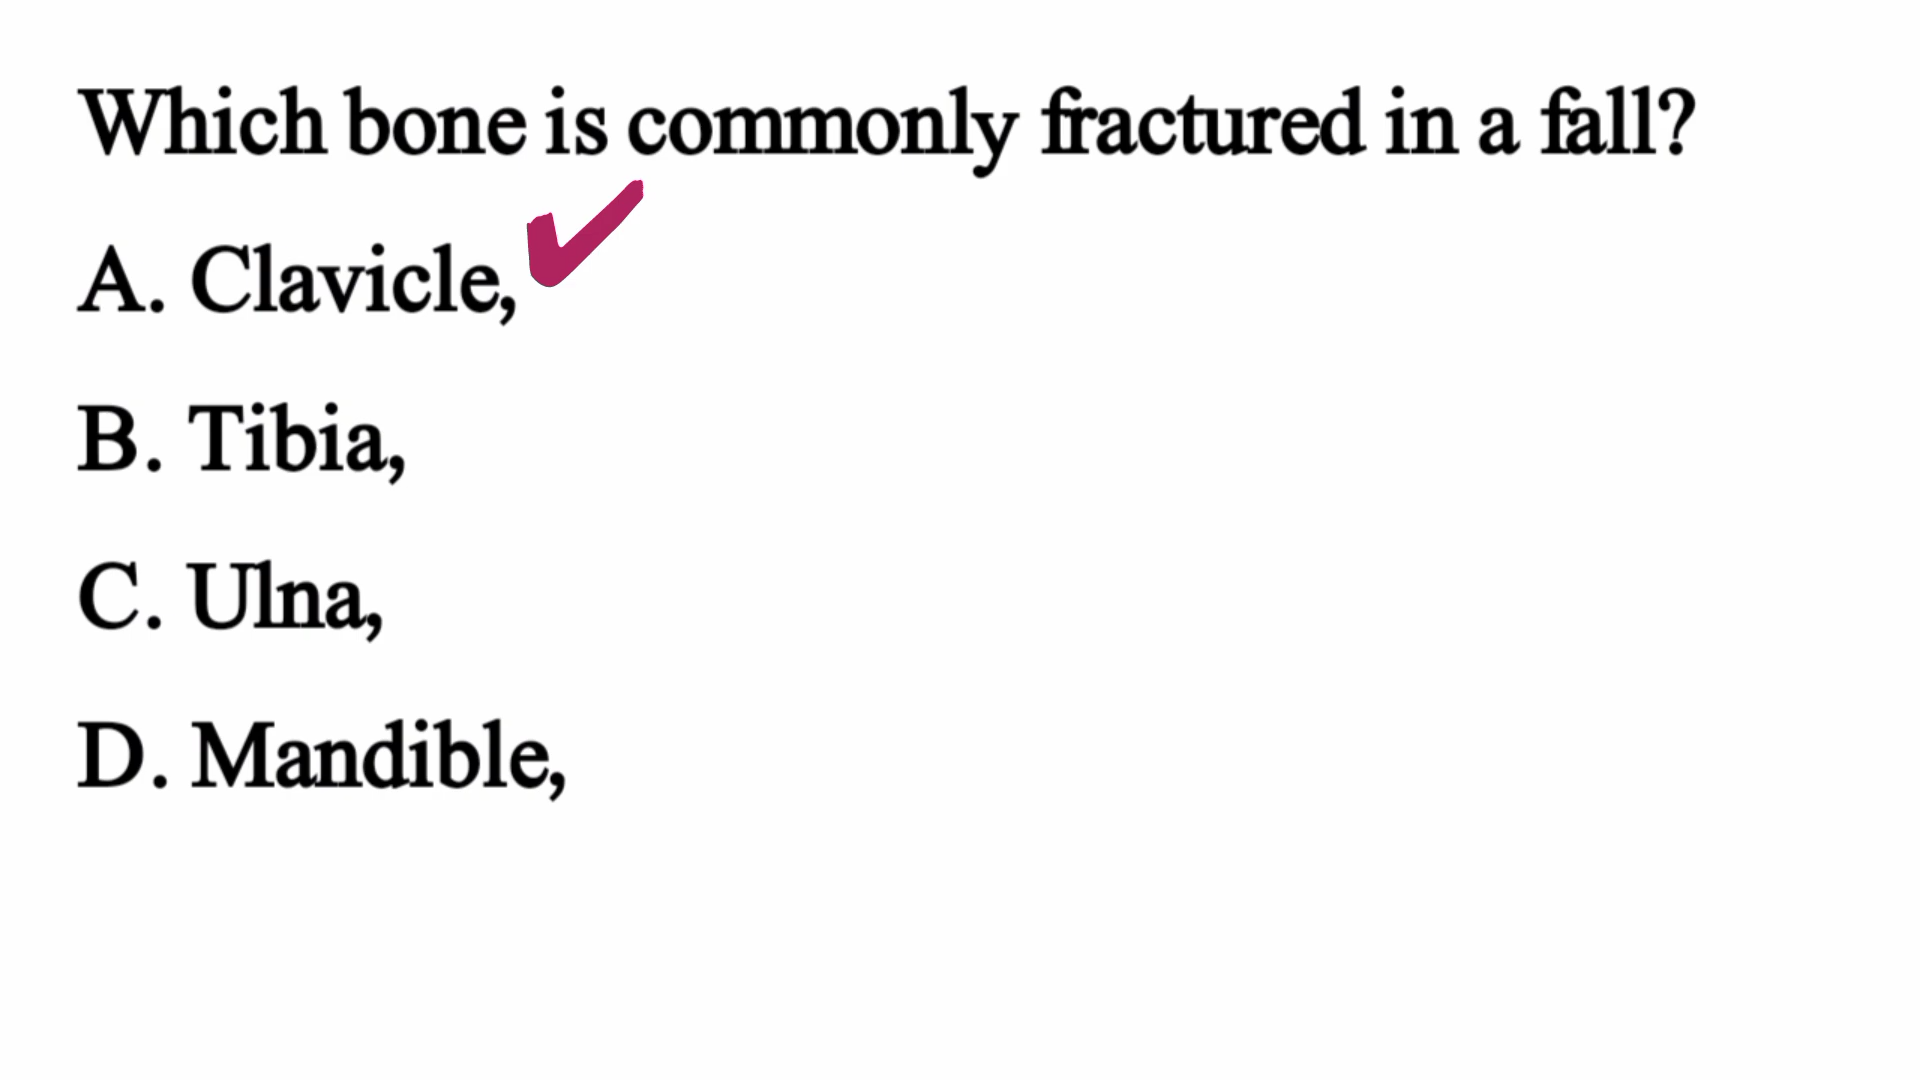 Which bone is commonly fractured in a fall?
A. Clavicle,
B. Tibia,
C. Ulna,
D. Mandible,